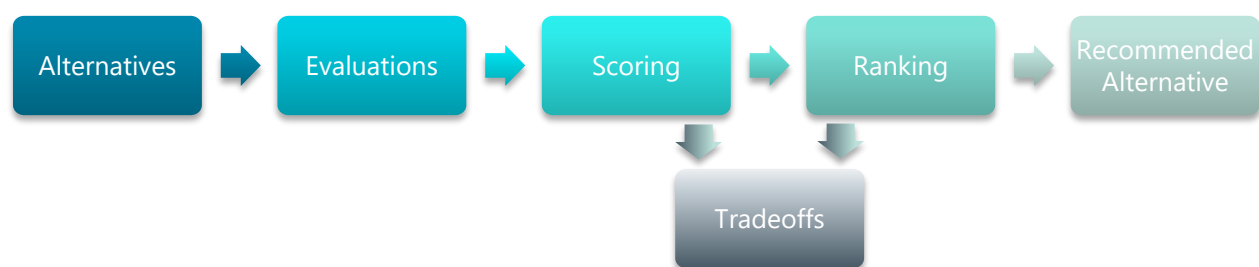 Alternatives
Evaluations
Scoring
Ranking
Recommended
Alternative
Tradeoffs